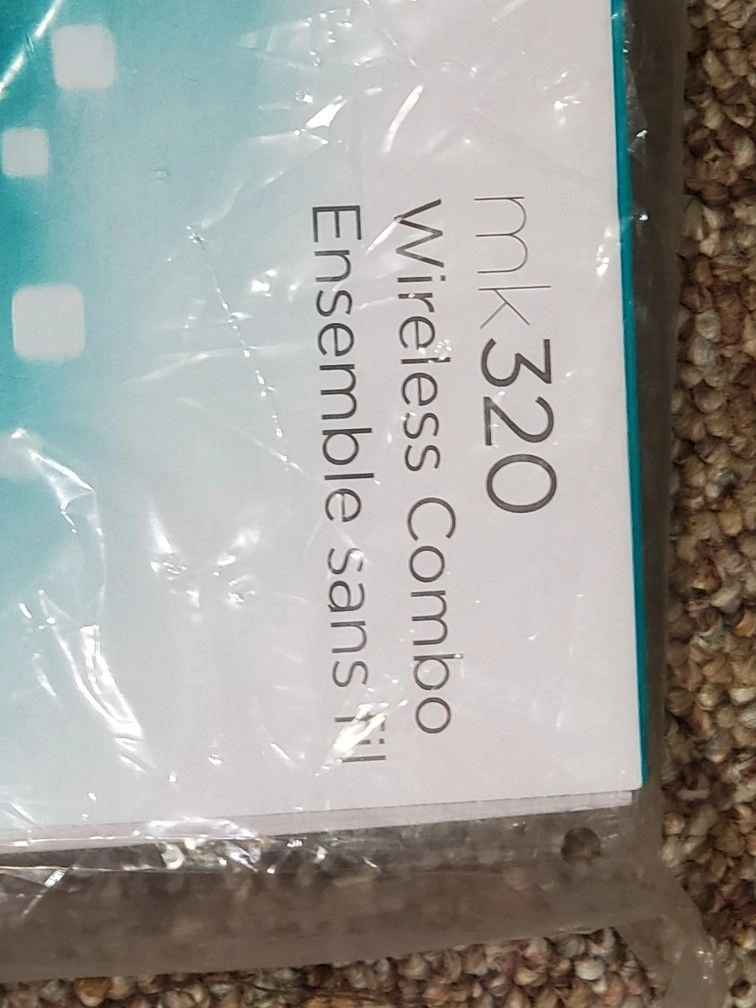 mk320
Wireless Combo
Ensemble sans fil